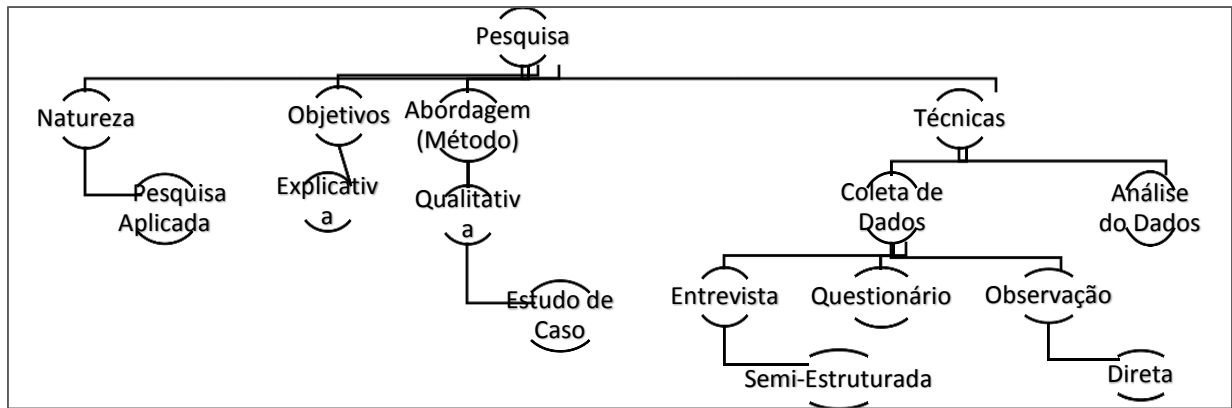 Pesquisa
Natureza
Objetivos
Abordagem
(Método)
Técnicas
Pesquisa
Aplicada
Explicativ
a
Qualitativ
a
Coleta de
Dados
Análise
do Dados
Estudo de
Caso
Entrevista
Questionário
Observação
Semi-Estruturada
Direta